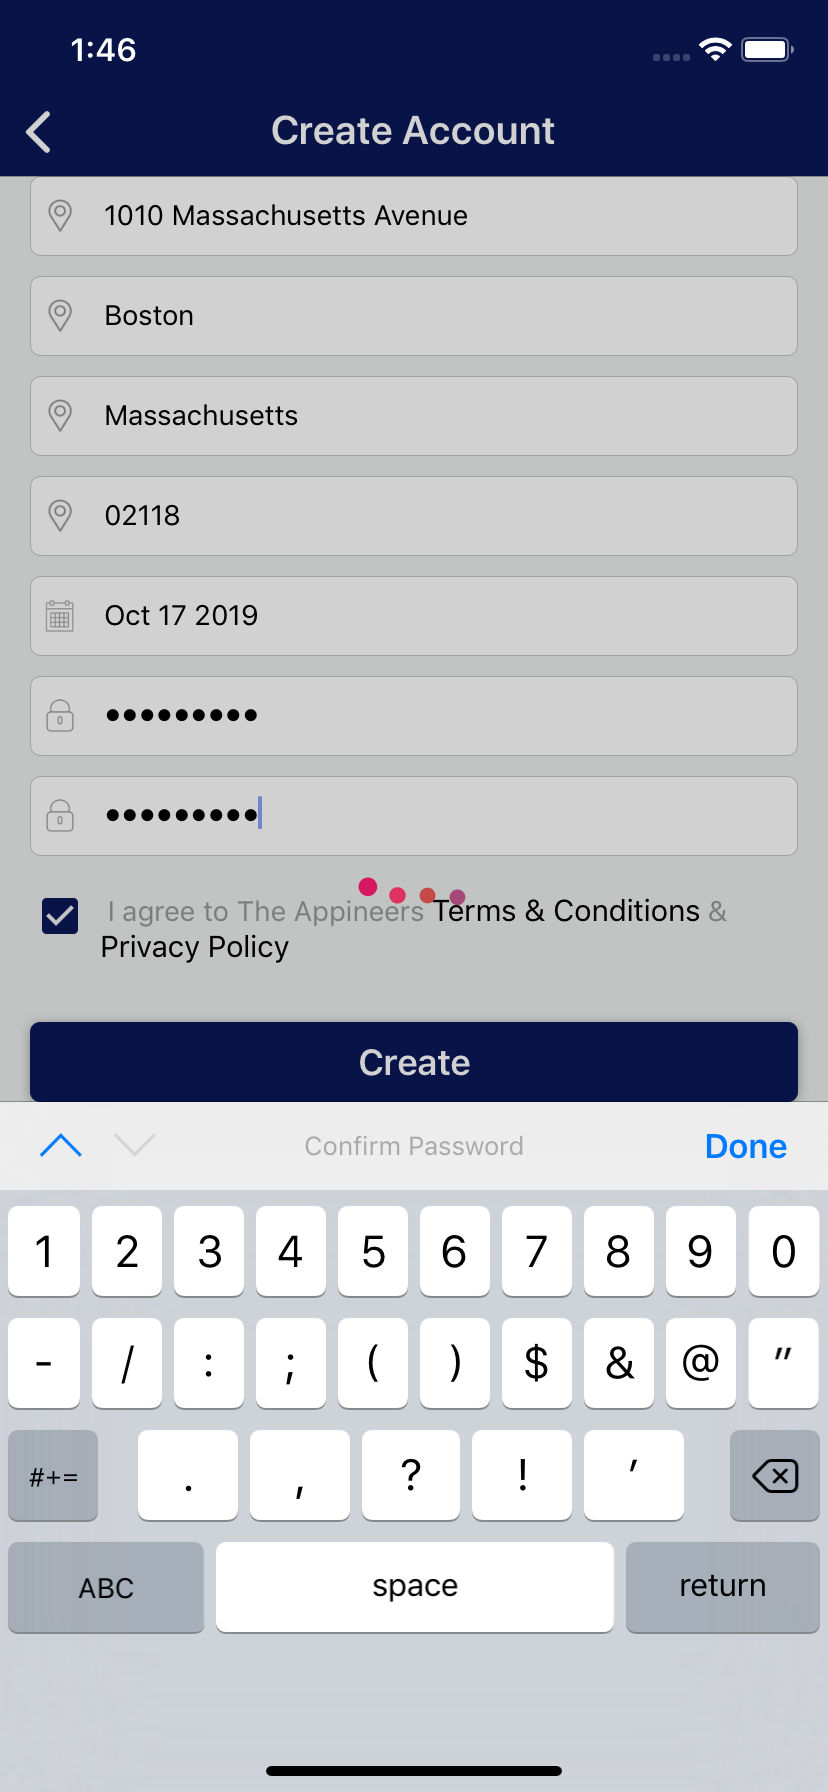 1:46
Create Account
1010 Massachusetts Avenue
Boston
Massachusetts
02118
Oct 17 2019
•••••••••
•••••••••
I agree to The Appineers Terms & Conditions &
Privacy Policy
Create
Confirm Password Done
1 2 3 4 5 6 7 8 9 0
- / : ; ( ) $ & @ "
#+= . , ? ! '
ABC space return